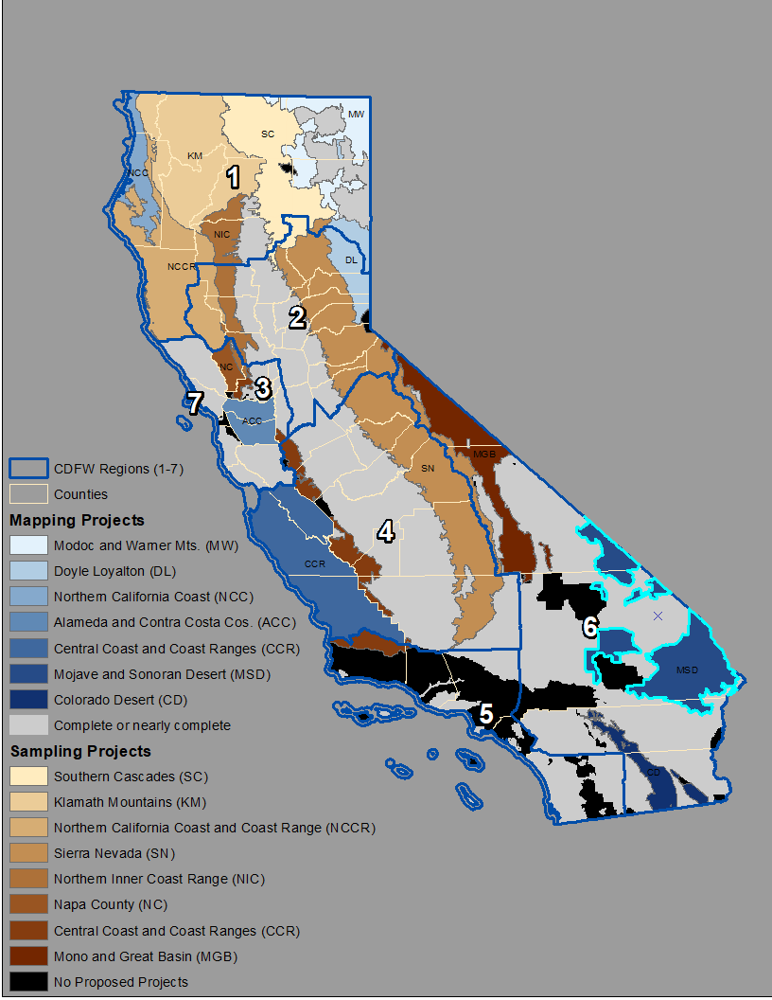 MW
SC
KM
NCC
1
NIC
DL
NCCR
2
NC
3
7
ACC
SN
MGB
4
CCR
6
MSD
5
CD
CDFW Regions (1-7)
Counties
Mapping Projects
Modoc and Warner Mts. (MW)
Doyle Loyalton (DL)
Northern California Coast (NCC)
Alameda and Contra Costa Cos. (ACC)
Central Coast and Coast Ranges (CCR)
Mojave and Sonoran Desert (MSD)
Colorado Desert (CD)
Complete or nearly complete
Sampling Projects
Southern Cascades (SC)
Klamath Mountains (KM)
Northern California Coast and Coast Range (NCCR)
Sierra Nevada (SN)
Northern Inner Coast Range (NIC)
Napa County (NC)
Central Coast and Coast Ranges (CCR)
Mono and Great Basin (MGB)
No Proposed Projects